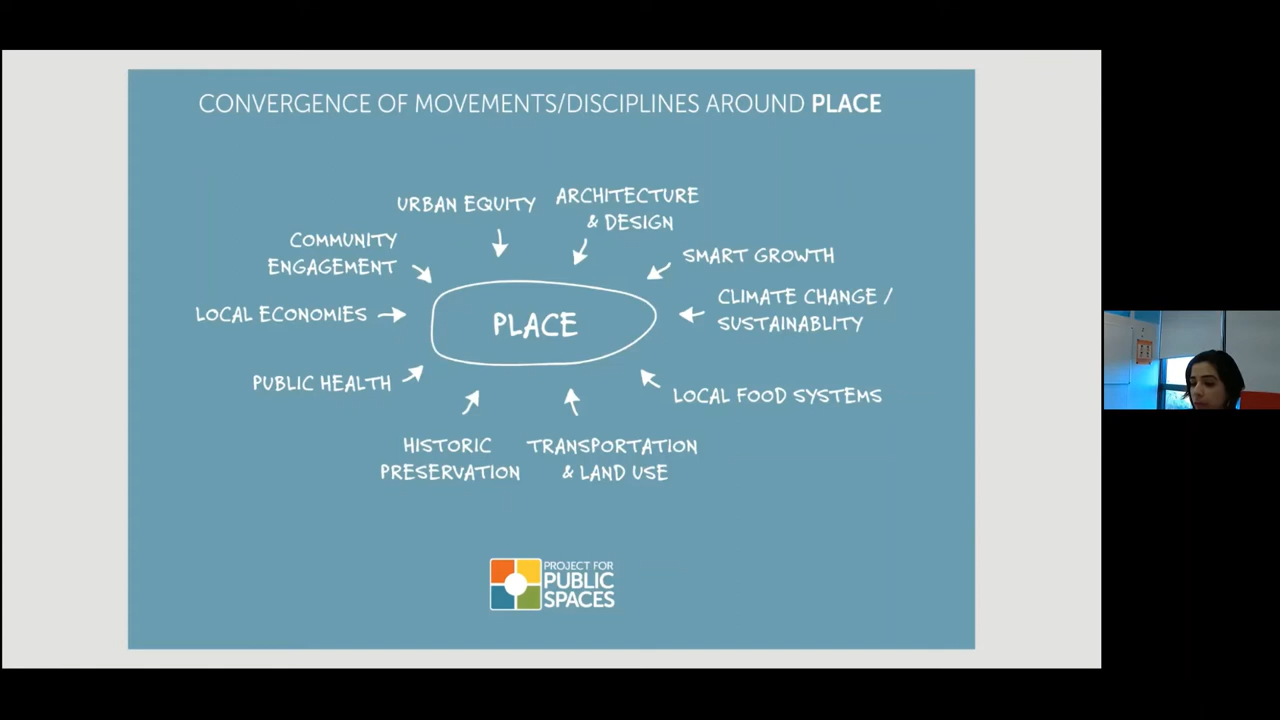 CONVERGENCE OF MOVEMENTS/DISCIPLINES AROUND PLACE
URBAN EQUITY
ARCHITECTURE
& DESIGN
COMMUNITY
ENGAGEMENT
SMART GROWTH
LOCAL ECONOMIES
PLACE
CLIMATE CHANGE /
SUSTAINABLITY
PUBLIC HEALTH
LOCAL FOOD SYSTEMS
HISTORIC
PRESERVATION
TRANSPORTATION
& LAND USE
PROJECT FOR
PUBLIC
SPACES